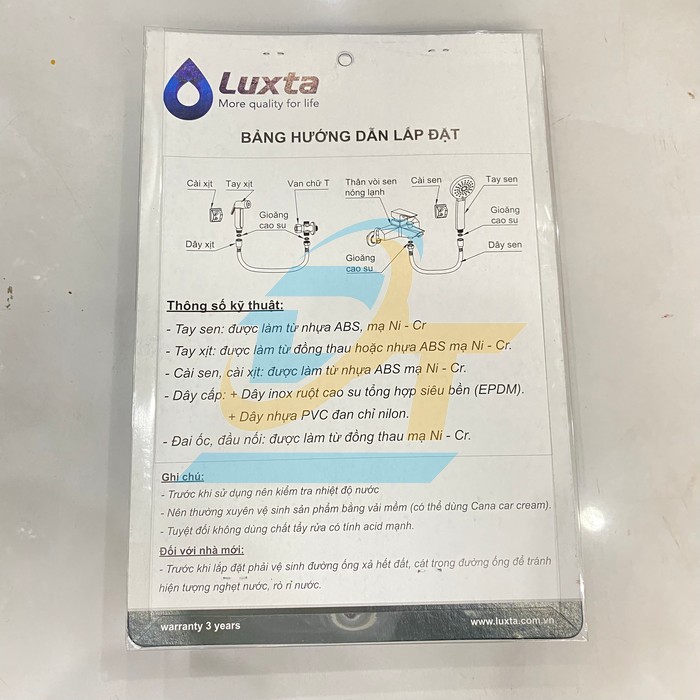 Luxta
More quality for life
BẢNG HƯỚNG DẪN LẮP ĐẶT
Cài xịt Tay xịt Van chữ T Thân vòi sen nóng lạnh Cài sen Tay sen
Gioăng cao su
Gioăng cao su
Dây xịt
Gioăng cao su
Dây sen
Thông số kỹ thuật:
- Tay sen: được làm từ nhựa ABS, mạ Ni - Cr
- Tay xịt: được làm từ đồng thau hoặc nhựa ABS mạ Ni - Cr.
- Cài sen, cài xịt: được làm từ nhựa ABS mạ Ni - Cr.
- Dây cấp: + Dây inox ruột cao su tổng hợp siêu bền (EPDM).
+ Dây nhựa PVC đan chỉ nilon.
- Đai ốc, đầu nối: được làm từ đồng thau mạ Ni - Cr.
Ghi chú:
- Trước khi sử dụng nên kiểm tra nhiệt độ nước
- Nên thường xuyên vệ sinh sản phẩm bằng vải mềm (có thể dùng Cana car cream).
- Tuyệt đối không dùng chất tẩy rửa có tính acid mạnh.
Đối với nhà mới:
- Trước khi lắp đặt phải vệ sinh đường ống xả hết đất, cát trong đường ống để tránh
hiện tượng nghẹt nước, rò rỉ nước.
warranty 3 years www.luxta.com.vn